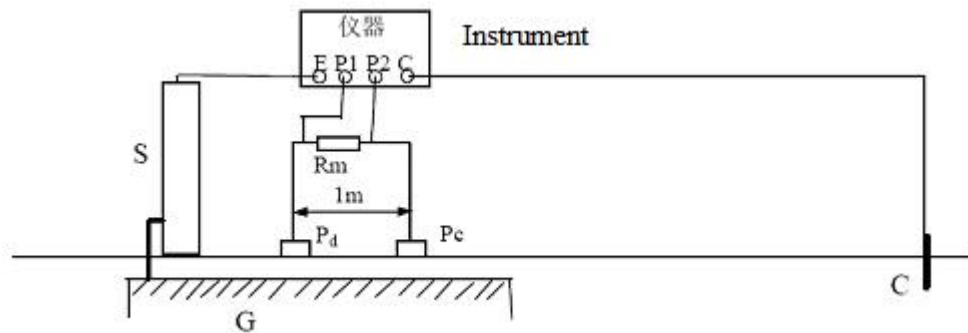 仪器
Instrument
E P1 P2 C
S
Rm
1m
Pd
Pc
C
G